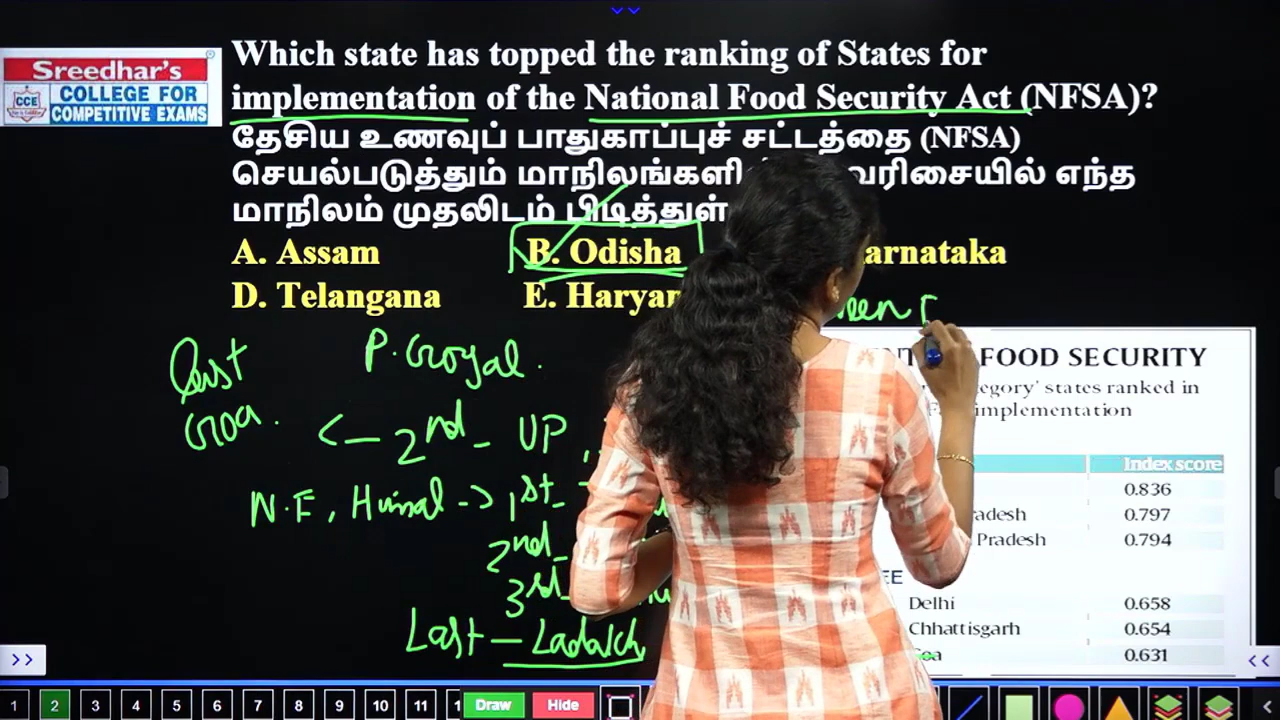 Sreedhar's
CCE
COLLEGE FOR
COMPETITIVE EXAMS
Which state has topped the ranking of States for
implementation of the National Food Security Act (NFSA)?
தேசிய உணவுப் பாதுகாப்புச் சட்டத்தை (NFSA)
செயல்படுத்தும் மாநிலங்களி வரிசையில் எந்த
மாநிலம் முதலிடம் பிடித்துள்
A. Assam B. Odisha arnataka
D. Telangana E. Haryan
Last P. Goyal.
Goa.
<— 2nd - UP
N.E, Himal -> 1st -
2nd -
3st -
Last — Ladakh
FOOD SECURITY
states ranked in
implementation
Index score
0.836
radesh 0.797
Pradesh 0.794
EE
Delhi 0.658
Chhattisgarh 0.654
Goa 0.631
>> <<
1 2 3 4 5 6 7 8 9 10 11 Draw Hide